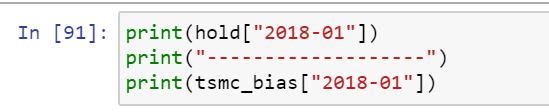 In [91]: print(hold["2018-01"])
print("-------------------")
print(tsmc_bias["2018-01"])